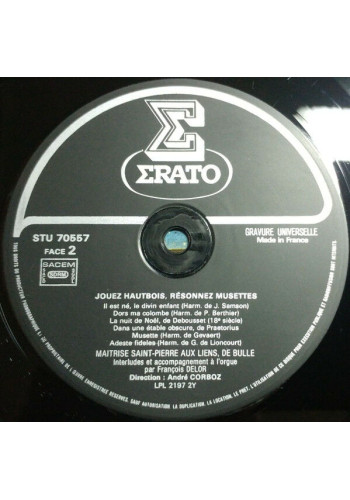 Σ
ΣRATO
STU 70557
FACE 2
GRAVURE UNIVERSELLE
Made in France
SACEM
JOUEZ HAUTBOIS, RÉSONNEZ MUSETTES
Il est né, le divin enfant (Harm. de J. Samson)
Dors ma colombe (Harm. de P. Berthier)
La nuit de Noël, de Debousset (18e siècle)
Dans une étable obscure, de Praetorius
Musette (Harm. de Gevaert)
Adeste fideles (Harm. de G. de Lioncourt)
MAITRISE SAINT-PIERRE AUX LIENS, DE BULLE
Interludes et accompagnement à l'orgue
par François DELOR
Direction : André CORBOZ
LPL 2197 2Y